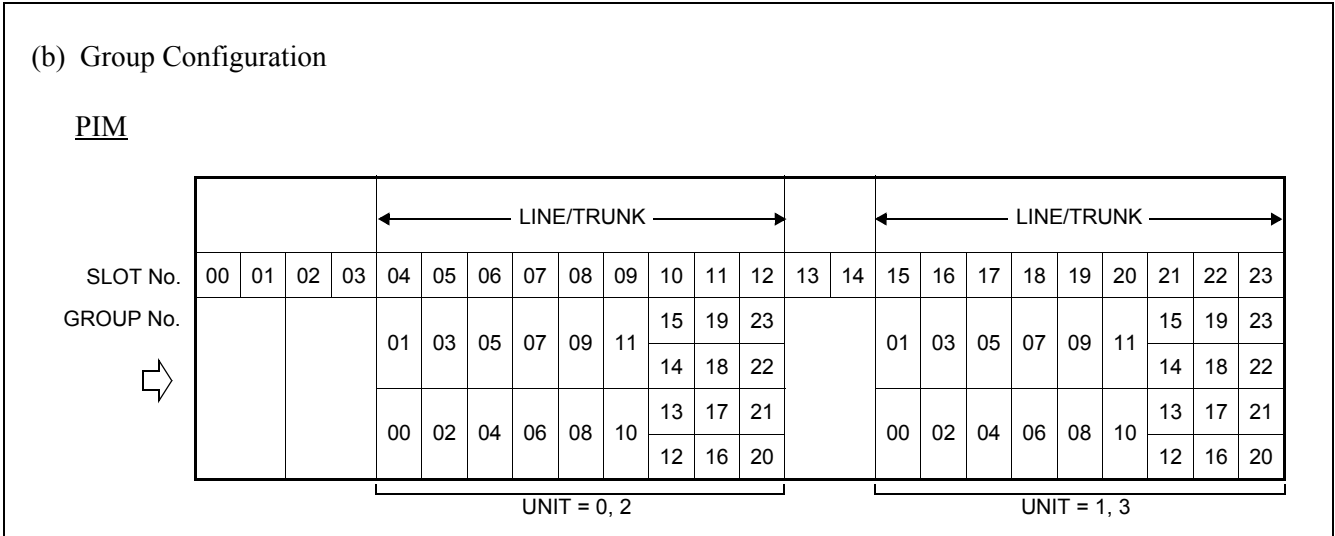 (b) Group Configuration
PIM
LINE/TRUNK LINE/TRUNK
SLOT No. 00 01 02 03 04 05 06 07 08 09 10 11 12 13 14 15 16 17 18 19 20 21 22 23
GROUP No. 01 03 05 07 09 11 15 19 23 01 03 05 07 09 11 15 19 23
14 18 22 14 18 22
00 02 04 06 08 10 13 17 21 00 02 04 06 08 10 13 17 21
12 16 20 12 16 20
UNIT = 0, 2 UNIT = 1, 3